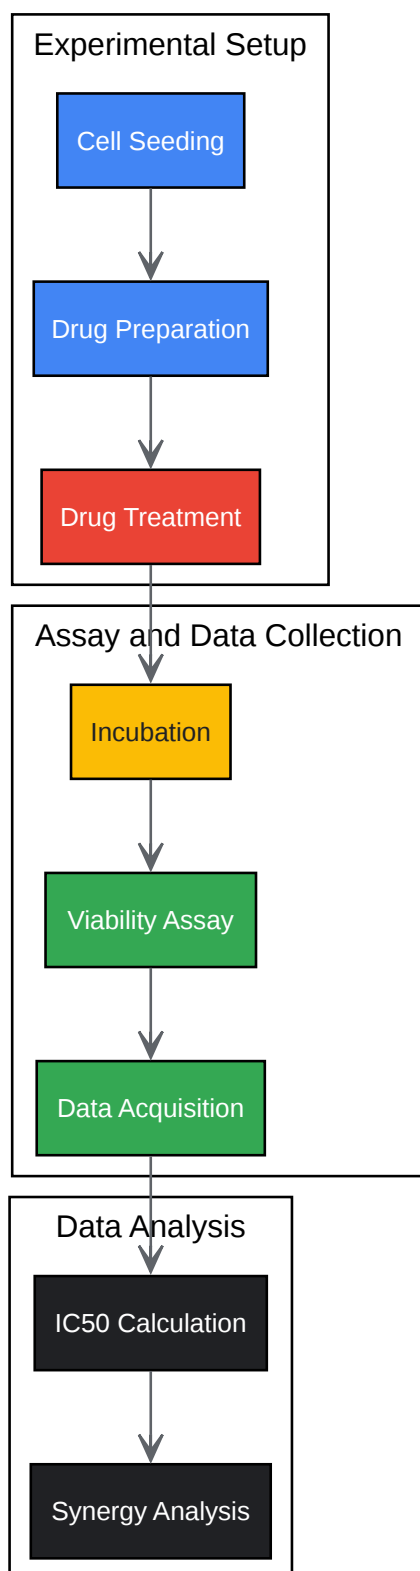 Experimental Setup
Cell Seeding
Drug Preparation
Drug Treatment
Assay and Data Collection
Incubation
Viability Assay
Data Acquisition
Data Analysis
IC50 Calculation
Synergy Analysis